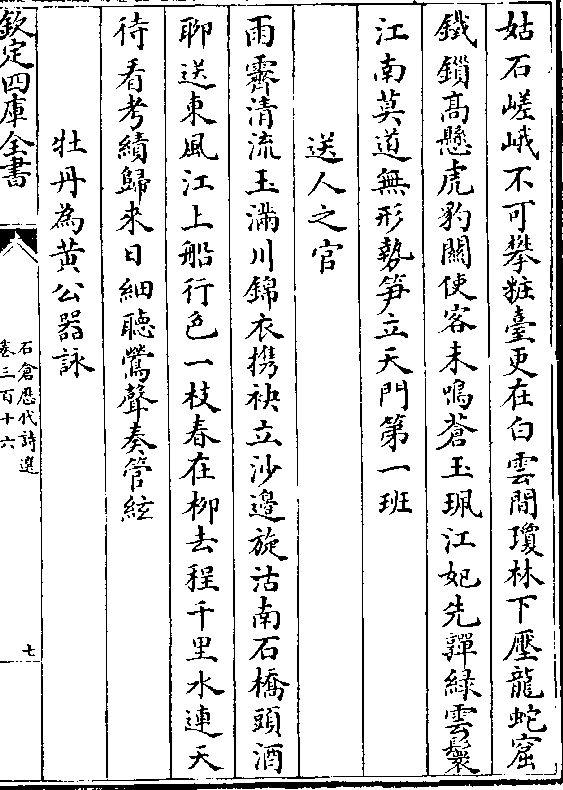 姑石嵯峨不可攀粧臺更在白雲間瓊林下壓龍蛇窟
鐵鎖髙懸虎豹關使客未鳴蒼玉珮江妃先嚲緑雲鬟
江南莫道無形勢笋立天門第一班
送人之官
雨霽清流玉滿川錦衣携袂立沙邊旋沽南石橋頭酒
聊送東風江上船行色一枝春在柳去程千里水連天
待看考績歸來日細聽鶯聲奏管絃
牡丹為黃公器詠
欽定四庫全書
石倉歴代詩選
卷三百十六
七